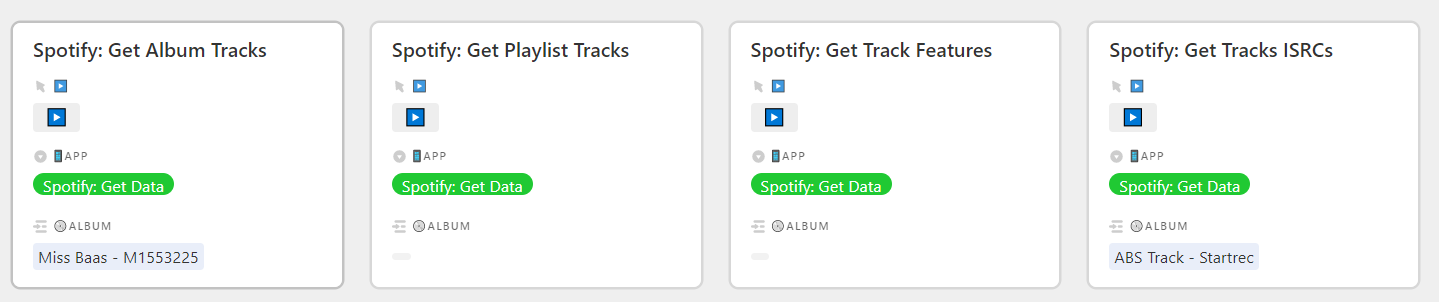 Spotify: Get Album Tracks
APP
Spotify: Get Data
ALBUM
Miss Baas - M1553225
Spotify: Get Playlist Tracks
APP
Spotify: Get Data
ALBUM
Spotify: Get Track Features
APP
Spotify: Get Data
ALBUM
Spotify: Get Tracks ISRCs
APP
Spotify: Get Data
ALBUM
ABS Track - Startrec